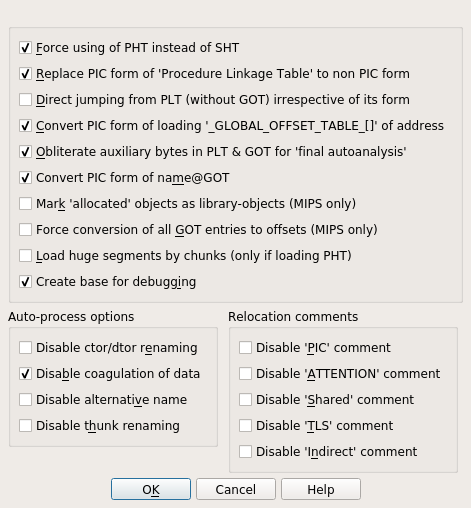 Force using of PHT instead of SHT
Replace PIC form of 'Procedure Linkage Table' to non PIC form
Direct jumping from PLT (without GOT) irrespective of its form
Convert PIC form of loading '_GLOBAL_OFFSET_TABLE_[]' of address
Obliterate auxiliary bytes in PLT & GOT for 'final autoanalysis'
Convert PIC form of name@GOT
Mark 'allocated' objects as library-objects (MIPS only)
Force conversion of all GOT entries to offsets (MIPS only)
Load huge segments by chunks (only if loading PHT)
Create base for debugging
Auto-process options
Disable ctor/dtor renaming
Disable coagulation of data
Disable alternative name
Disable thunk renaming
Relocation comments
Disable 'PIC' comment
Disable 'ATTENTION' comment
Disable 'Shared' comment
Disable 'TLS' comment
Disable 'Indirect' comment
OK
Cancel
Help